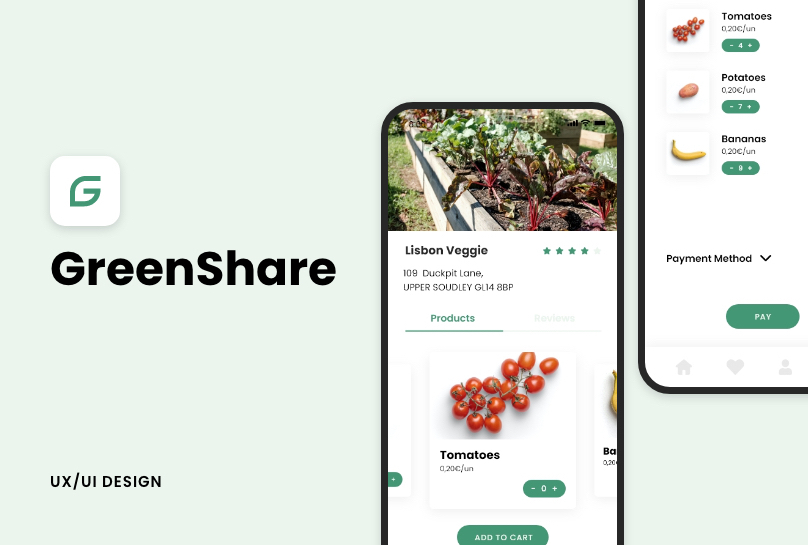 GreenShare
UX/UI DESIGN
Lisbon Veggie
109 Duckpit Lane,
UPPER SOUDLEY GL14 8BP
Products
Reviews
Tomatoes
0,20€/un
- 0 +
+
Ba
0,20€
ADD TO CART
Tomatoes
0,20€/un
- 4 +
Potatoes
0,20€/un
- 7 +
Bananas
0,20€/un
- 9 +
Payment Method
PAY